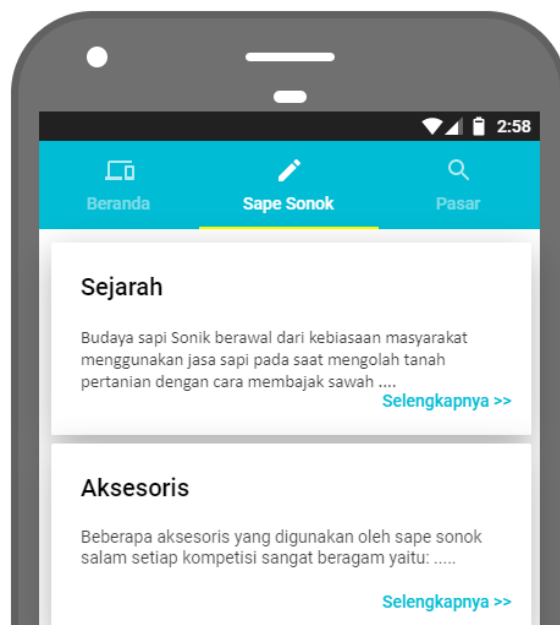 2:58
Beranda
Sape Sonok
Pasar
Sejarah
Budaya sapi Sonik berawal dari kebiasaan masyarakat
menggunakan jasa sapi pada saat mengolah tanah
pertanian dengan cara membajak sawah ....
Selengkapnya >>
Aksesoris
Beberapa aksesoris yang digunakan oleh sape sonok
salam setiap kompetisi sangat beragam yaitu: .....
Selengkapnya >>